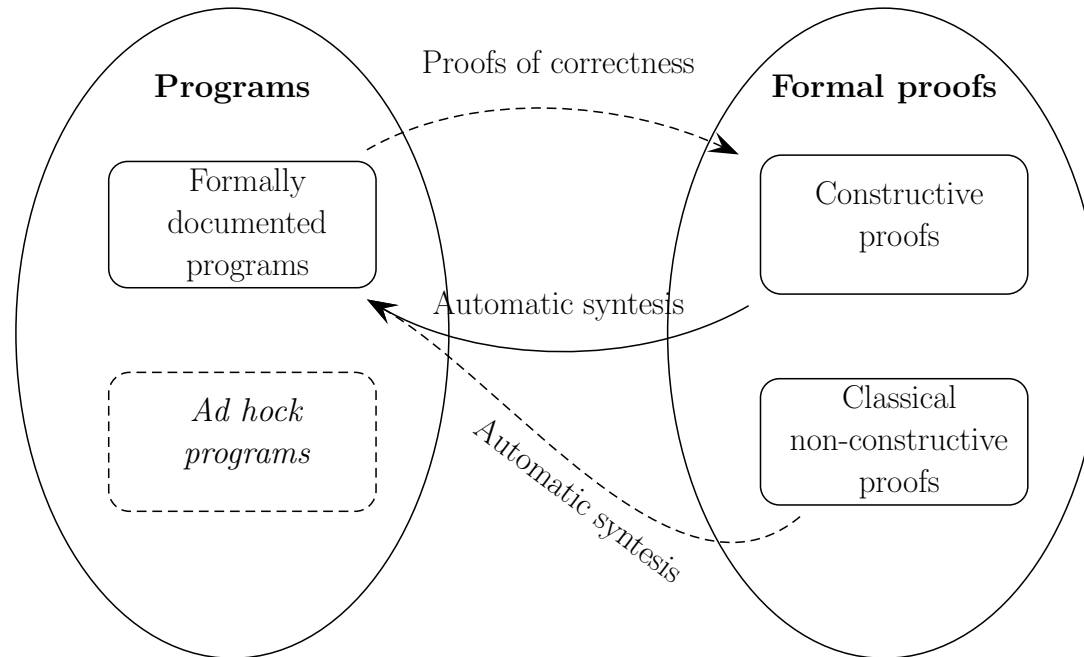 Proofs of correctness
Programs
Formal proofs
Formally
documented
programs
Constructive
proofs
Automatic syntesis
Ad hock
programs
Classical
non-constructive
proofs
Automatic syntesis